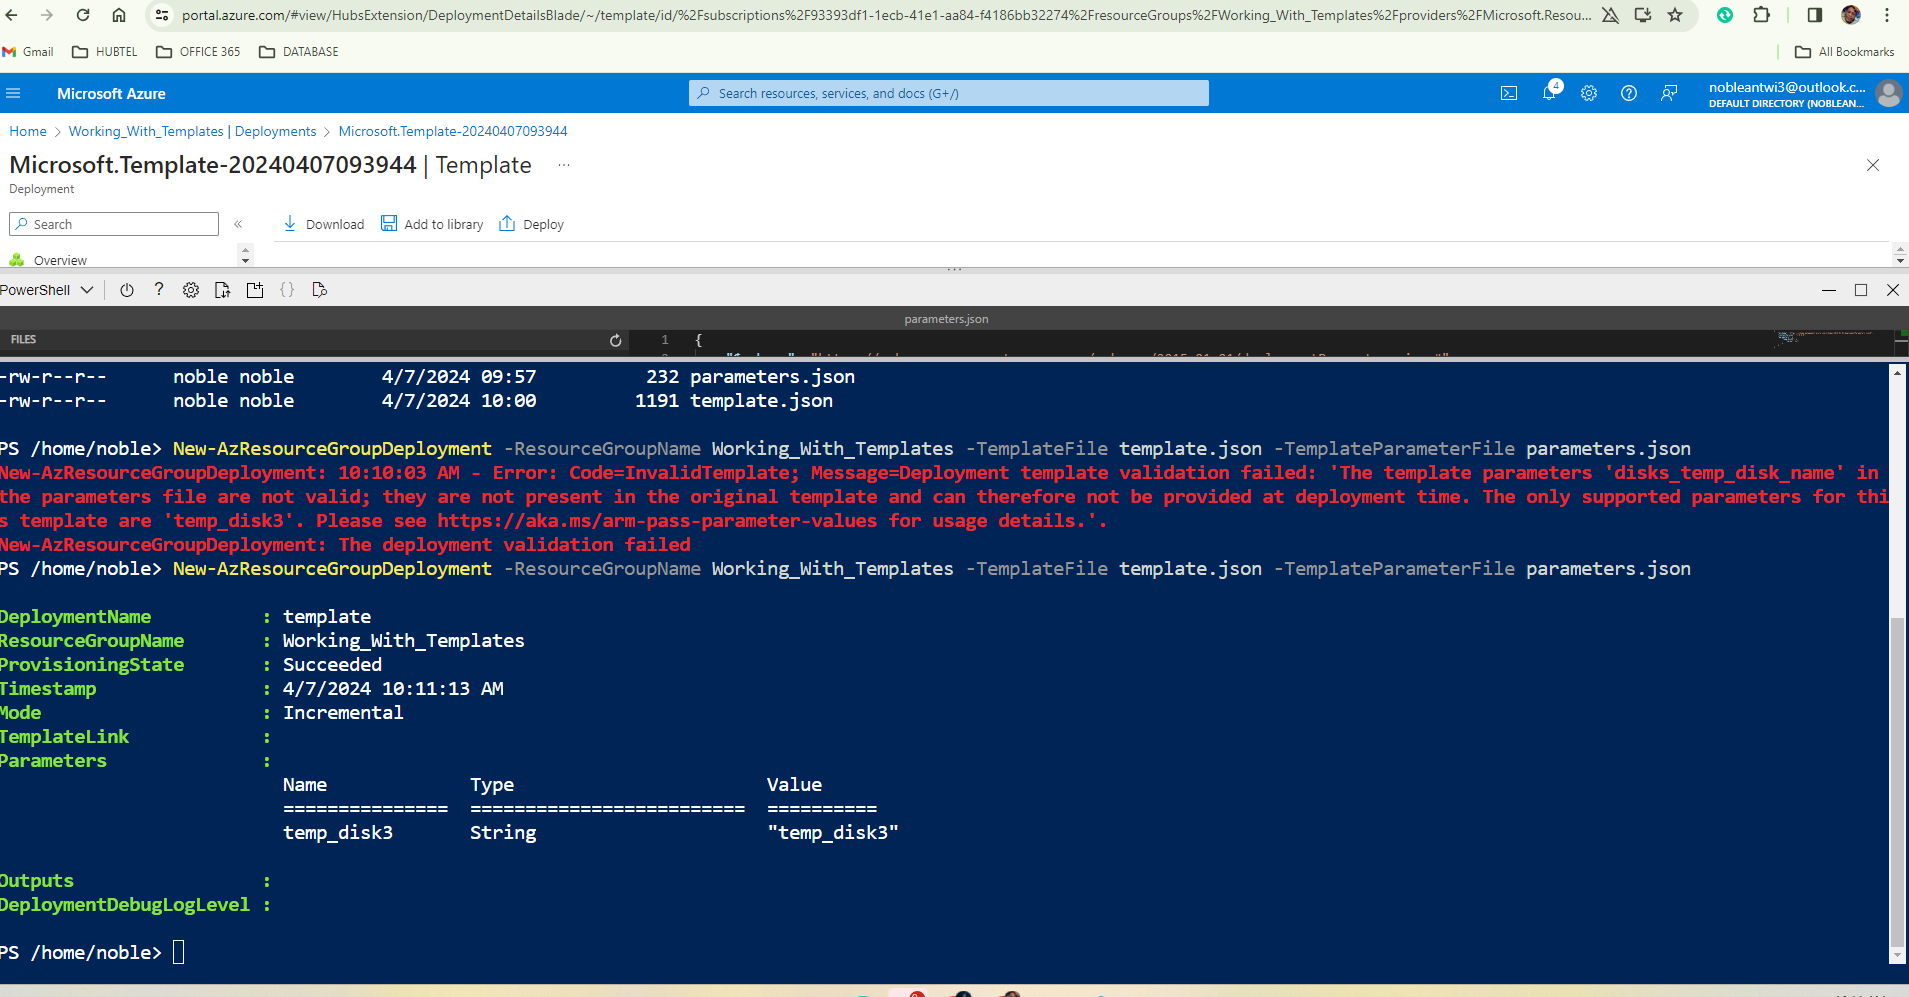 portal.azure.com/#view/HubsExtension/DeploymentDetailsBlade/~/template/id/%2Fsubscriptions%2F93393df1-1ecb-41e1-aa84-f4186bb32274%2FresourceGroups%2FWorking_With_Templates%2Fproviders%2FMicrosoft.Resou...
Gmail HUBTEL OFFICE 365 DATABASE All Bookmarks
Microsoft Azure Search resources, services, and docs (G+/) 4 nobleantwi3@outlook.c...
DEFAULT DIRECTORY (NOBLEAN...
Home > Working_With_Templates | Deployments > Microsoft.Template-20240407093944
Microsoft.Template-20240407093944 | Template ...
Deployment
Search « Download Add to library Deploy
Overview
PowerShell
parameters.json
FILES 1 {
-rw-r--r-- noble noble 4/7/2024 09:57 232 parameters.json
-rw-r--r-- noble noble 4/7/2024 10:00 1191 template.json
PS /home/noble> New-AzResourceGroupDeployment -ResourceGroupName Working_With_Templates -TemplateFile template.json -TemplateParameterFile parameters.json
New-AzResourceGroupDeployment: 10:10:03 AM - Error: Code=InvalidTemplate; Message=Deployment template validation failed: 'The template parameters 'disks_temp_disk_name' in
the parameters file are not valid; they are not present in the original template and can therefore not be provided at deployment time. The only supported parameters for thi
s template are 'temp_disk3'. Please see https://aka.ms/arm-pass-parameter-values for usage details.'.
New-AzResourceGroupDeployment: The deployment validation failed
PS /home/noble> New-AzResourceGroupDeployment -ResourceGroupName Working_With_Templates -TemplateFile template.json -TemplateParameterFile parameters.json
DeploymentName : template
ResourceGroupName : Working_With_Templates
ProvisioningState : Succeeded
Timestamp : 4/7/2024 10:11:13 AM
Mode : Incremental
TemplateLink :
Parameters :
Name Type Value
=============== ========================= ==========
temp_disk3 String "temp_disk3"
Outputs :
DeploymentDebugLogLevel :
PS /home/noble>